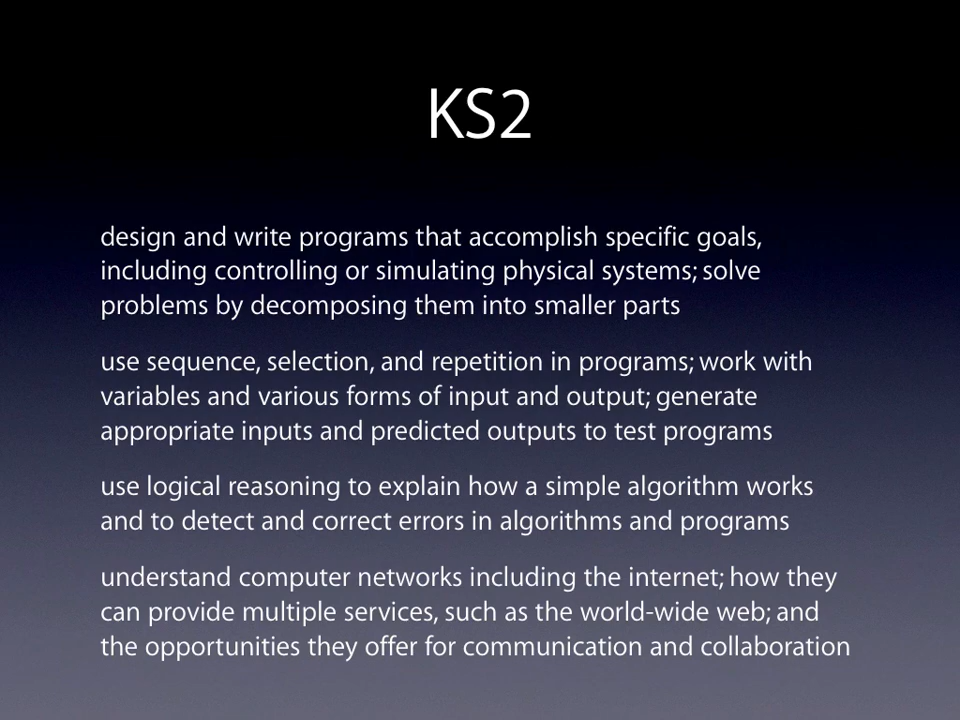 KS2
design and write programs that accomplish specific goals,
including controlling or simulating physical systems; solve
problems by decomposing them into smaller parts
use sequence, selection, and repetition in programs; work with
variables and various forms of input and output; generate
appropriate inputs and predicted outputs to test programs
use logical reasoning to explain how a simple algorithm works
and to detect and correct errors in algorithms and programs
understand computer networks including the internet; how they
can provide multiple services, such as the world-wide web; and
the opportunities they offer for communication and collaboration